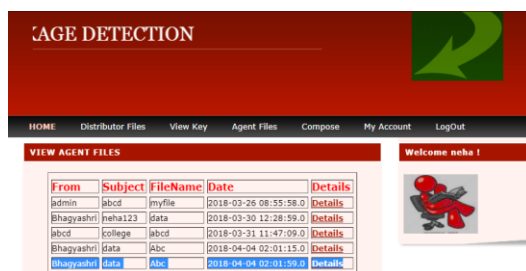 KAGE DETECTION
HOME Distributor Files View Key Agent Files Compose My Account LogOut
VIEW AGENT FILES
Welcome neha !
From Subject FileName Date Details
admin abcd myfile 2018-03-26 08:55:58.0 Details
Bhagyashri neha123 data 2018-03-30 12:28:59.0 Details
abcd college abcd 2018-03-31 11:47:09.0 Details
Bhagyashri data Abc 2018-04-04 02:01:15.0 Details
Bhagyashri data Abc 2018-04-04 02:01:59.0 Details